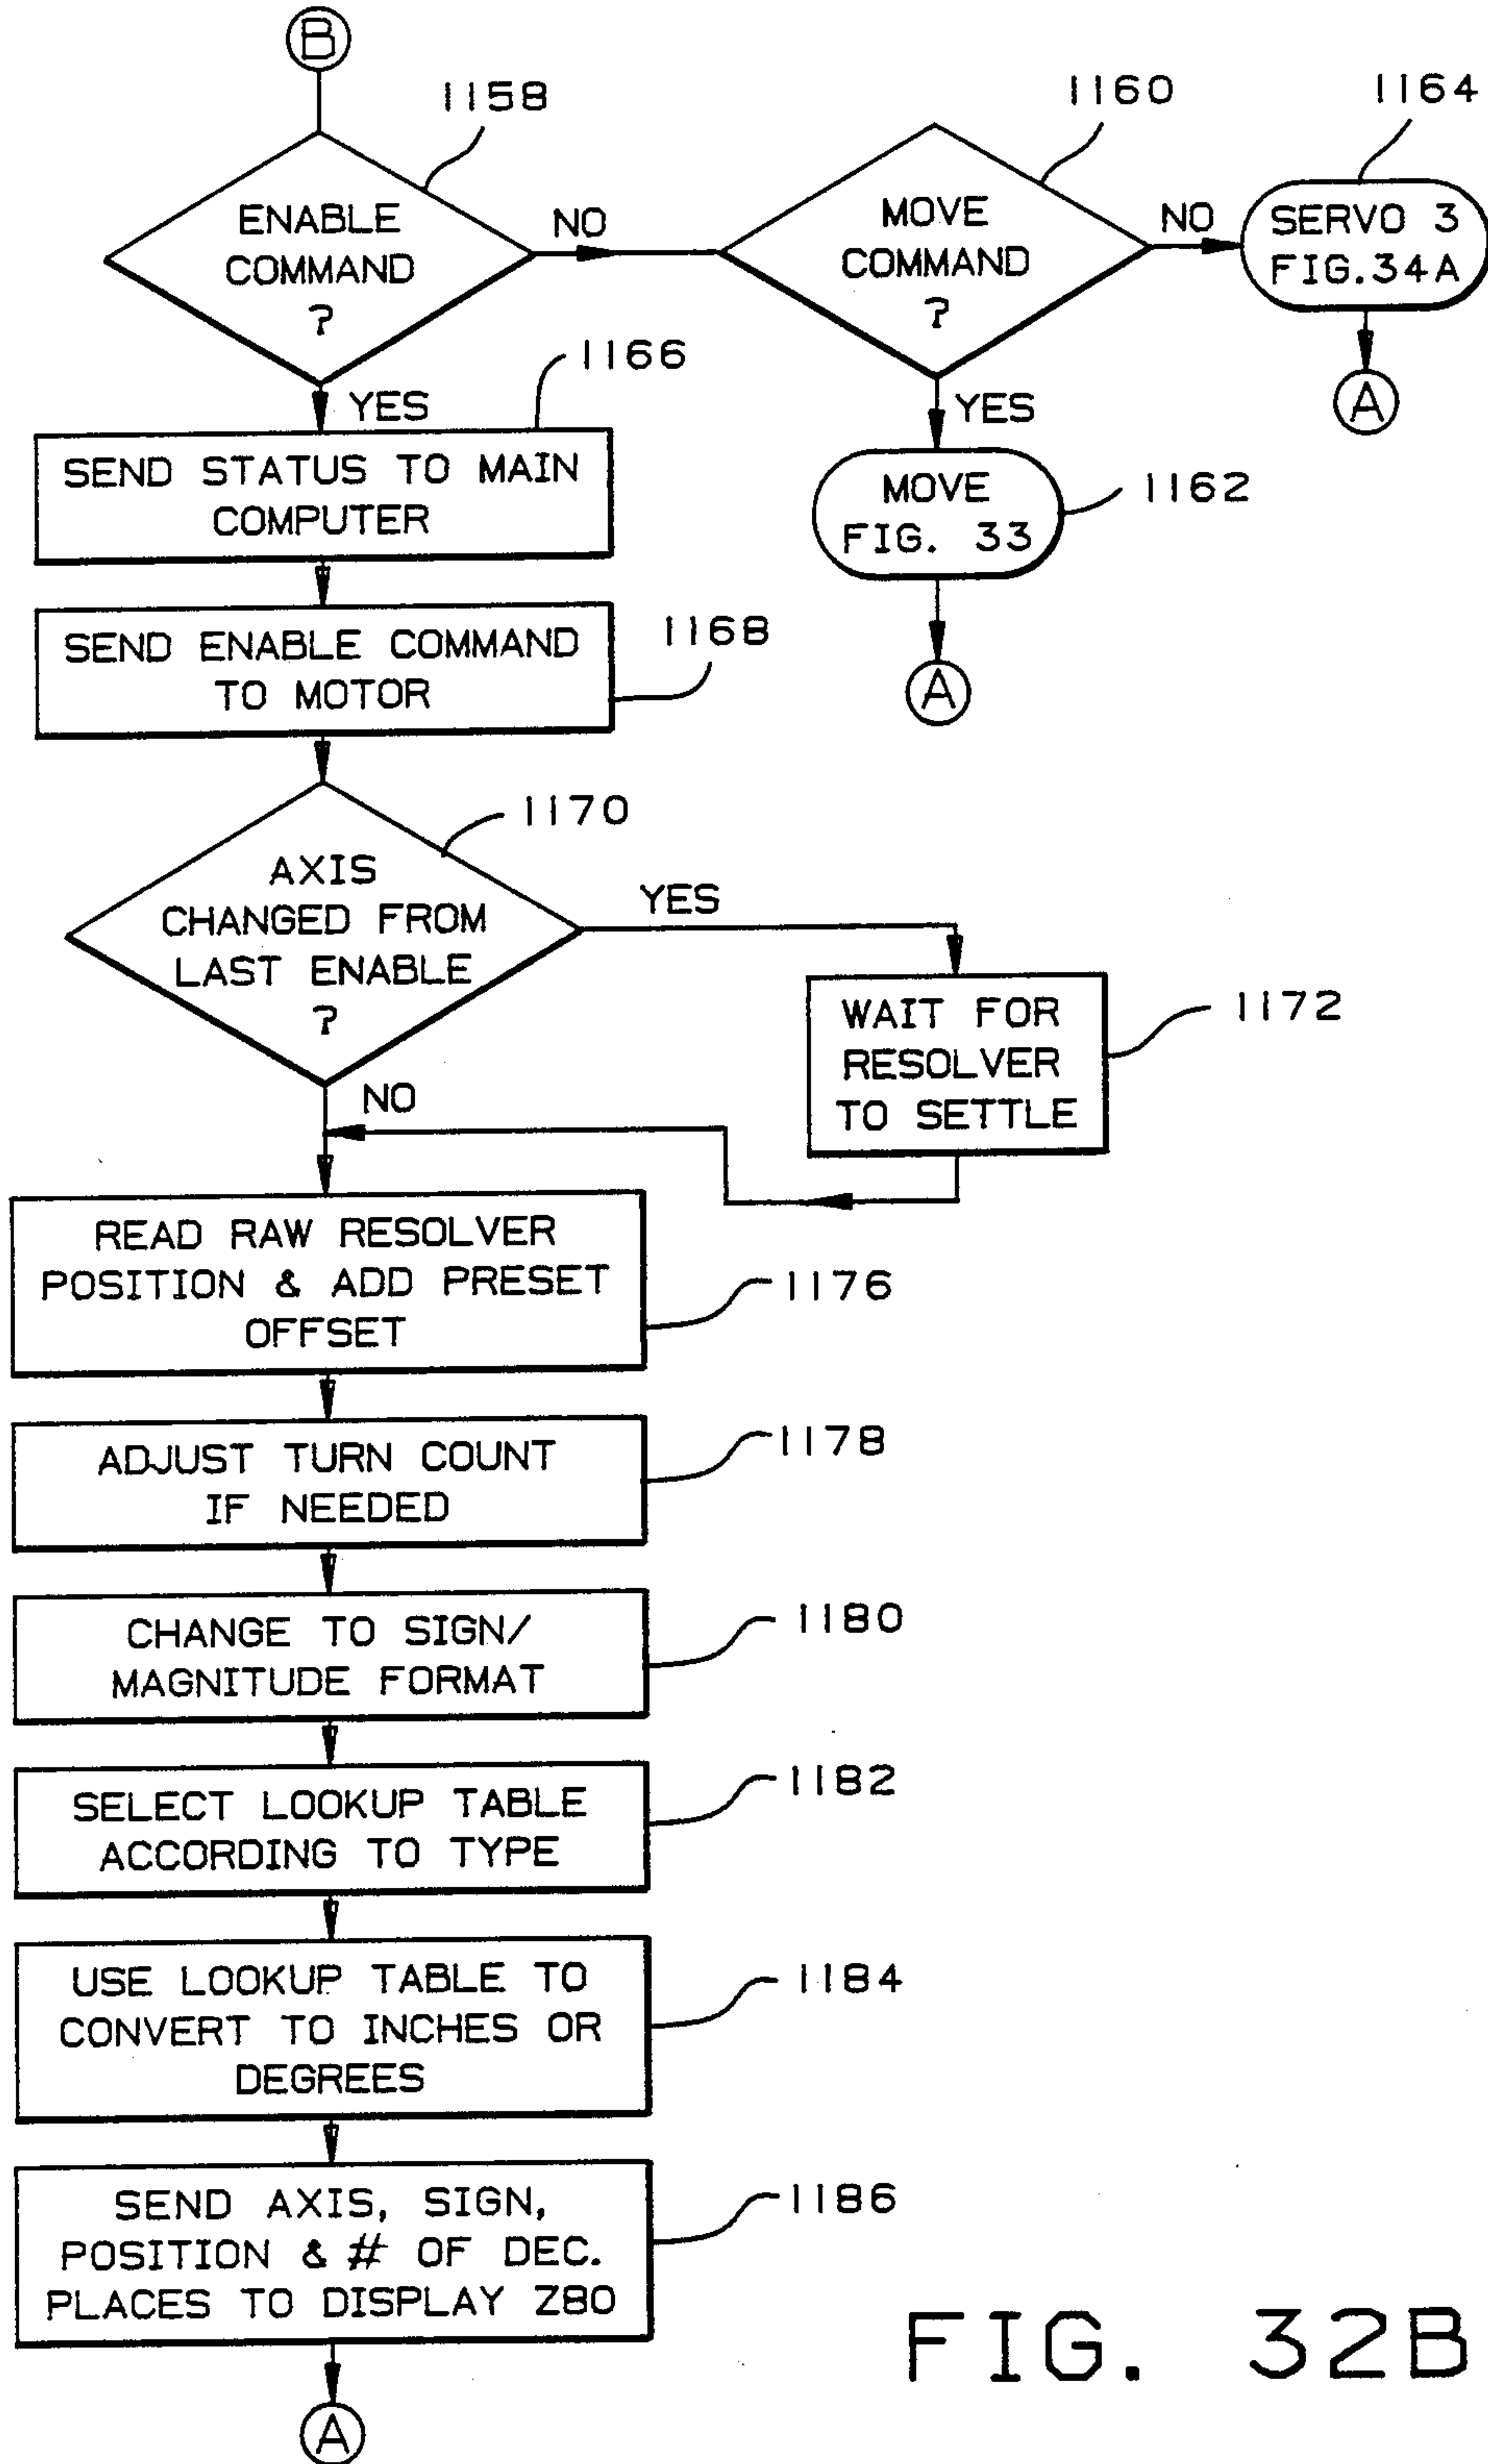 B
1158
ENABLE
COMMAND
?
NO
1160
MOVE
COMMAND
?
NO
1164
SERVO 3
FIG.34A
A
YES
MOVE
FIG. 33
1162
A
YES
1166
SEND STATUS TO MAIN
COMPUTER
SEND ENABLE COMMAND
TO MOTOR
1168
1170
AXIS
CHANGED FROM
LAST ENABLE
?
YES
WAIT FOR
RESOLVER
TO SETTLE
1172
NO
READ RAW RESOLVER
POSITION & ADD PRESET
OFFSET
1176
ADJUST TURN COUNT
IF NEEDED
1178
CHANGE TO SIGN/
MAGNITUDE FORMAT
1180
SELECT LOOKUP TABLE
ACCORDING TO TYPE
1182
USE LOOKUP TABLE TO
CONVERT TO INCHES OR
DEGREES
1184
SEND AXIS, SIGN,
POSITION & # OF DEC.
PLACES TO DISPLAY Z80
1186
A
FIG. 32B